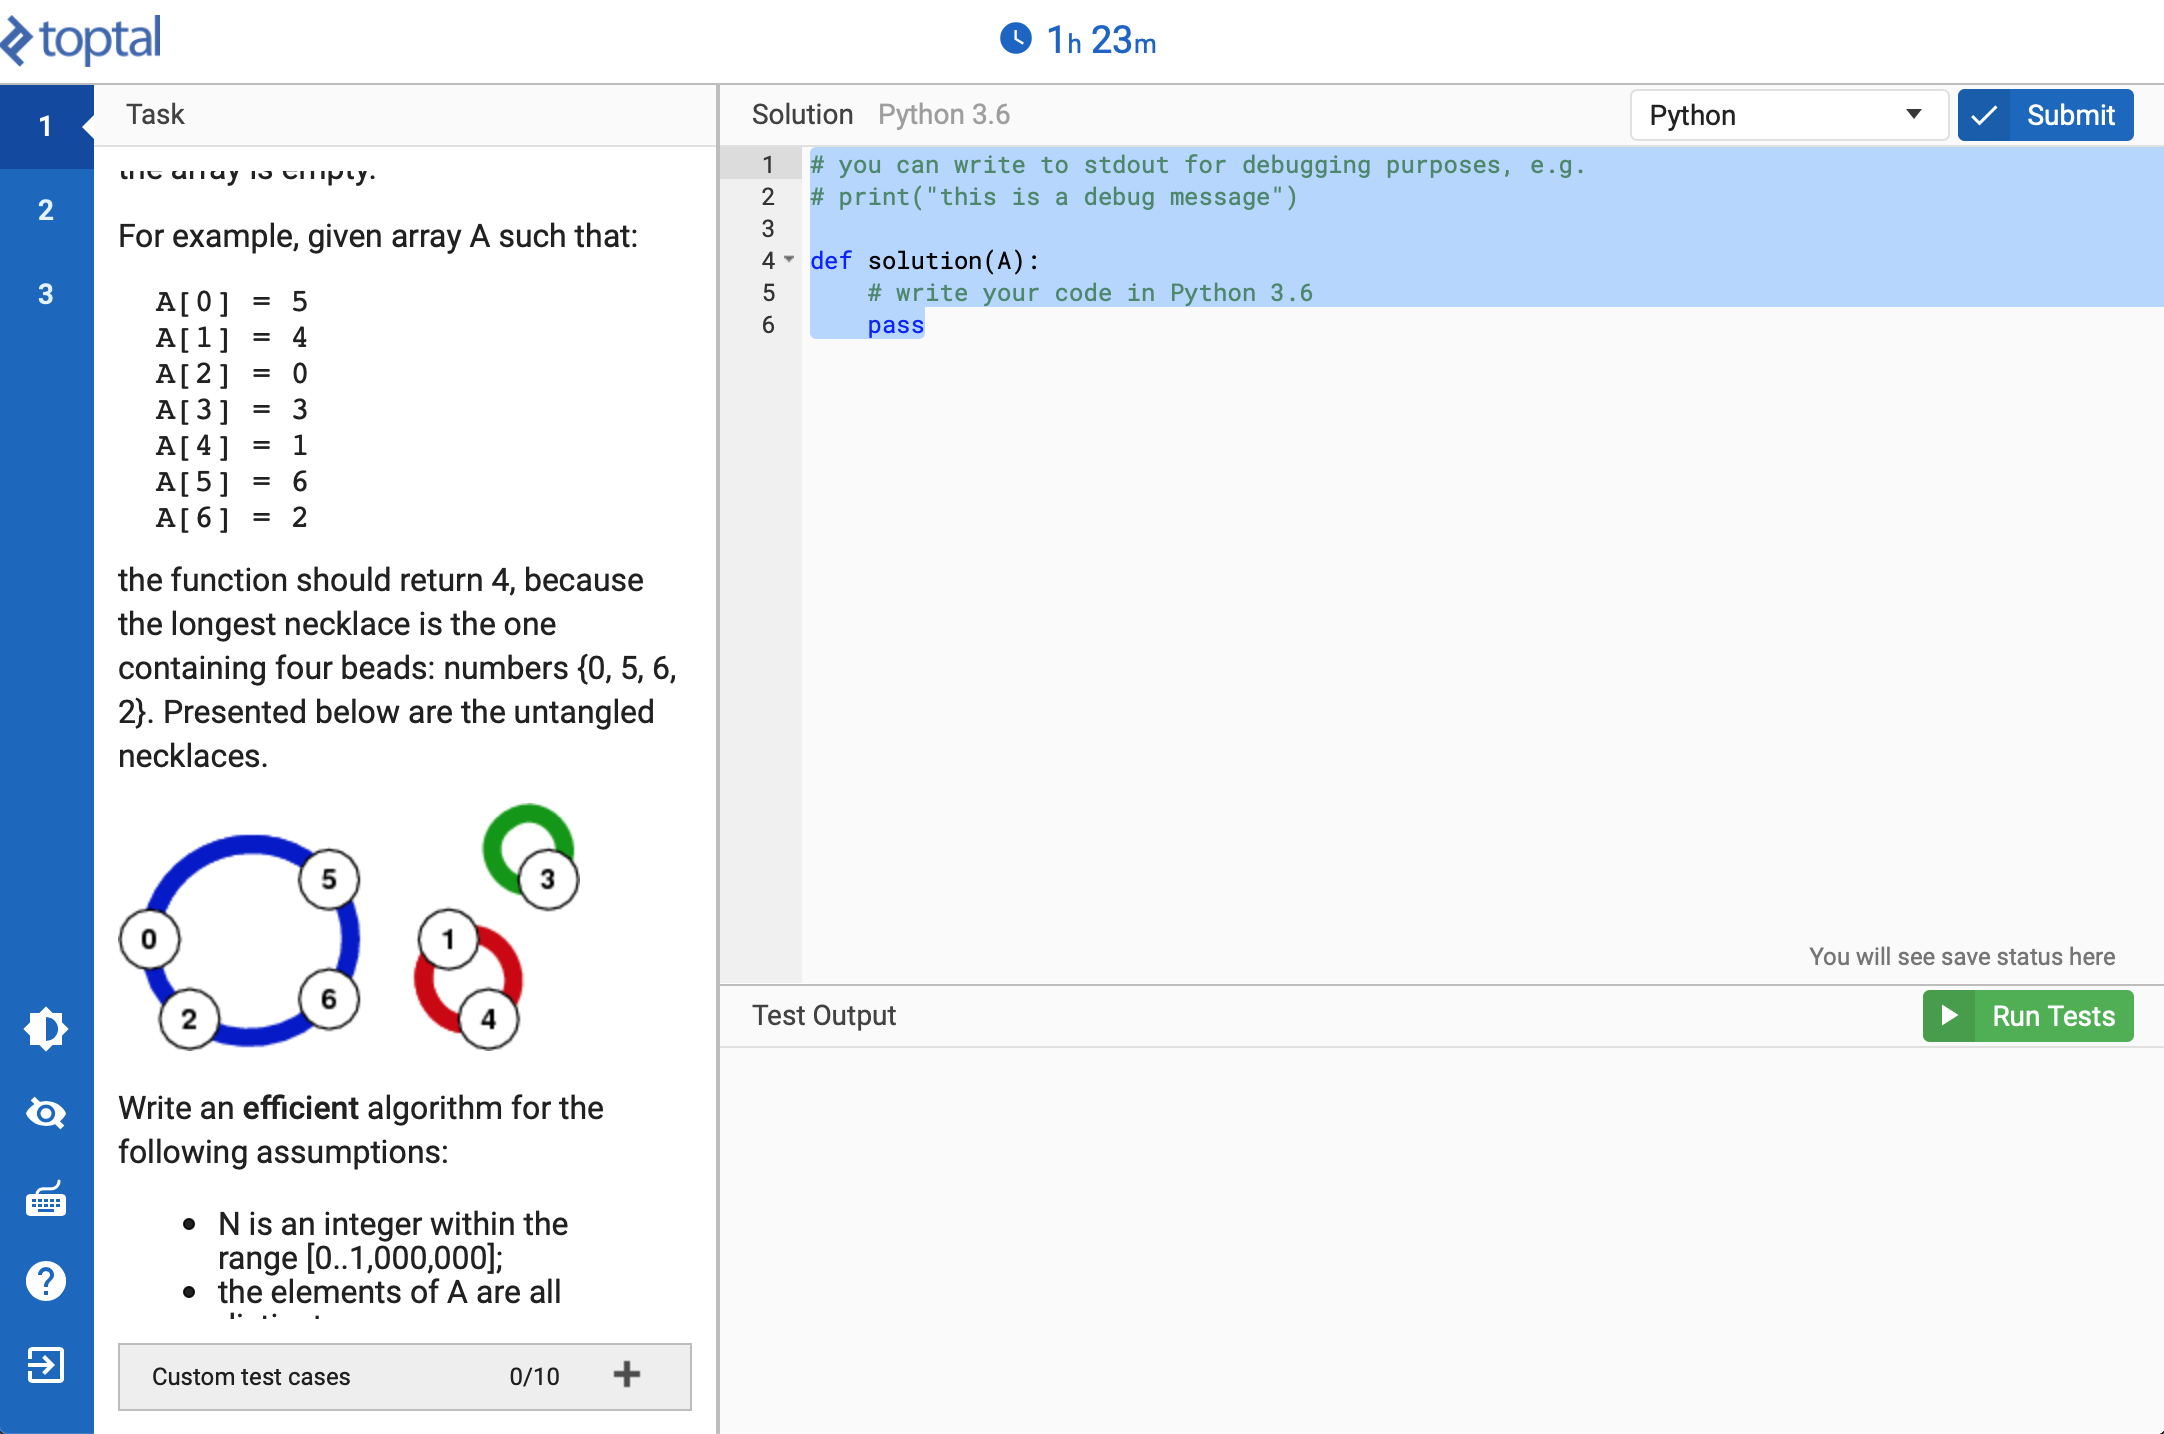 toptal
1h 23m
1
2
3
Task
the array is empty.
For example, given array A such that:
A[0] = 5
A[1] = 4
A[2] = 0
A[3] = 3
A[4] = 1
A[5] = 6
A[6] = 2
the function should return 4, because
the longest necklace is the one
containing four beads: numbers {0, 5, 6,
2}. Presented below are the untangled
necklaces.
5
3
0
1
2
6
4
Write an efficient algorithm for the
following assumptions:
• N is an integer within the
range [0..1,000,000];
• the elements of A are all
distinct
Custom test cases 0/10 +
Solution Python 3.6
Python
Submit
1 # you can write to stdout for debugging purposes, e.g.
2 # print("this is a debug message")
3
4 def solution(A):
5     # write your code in Python 3.6
6     pass
You will see save status here
Test Output
Run Tests